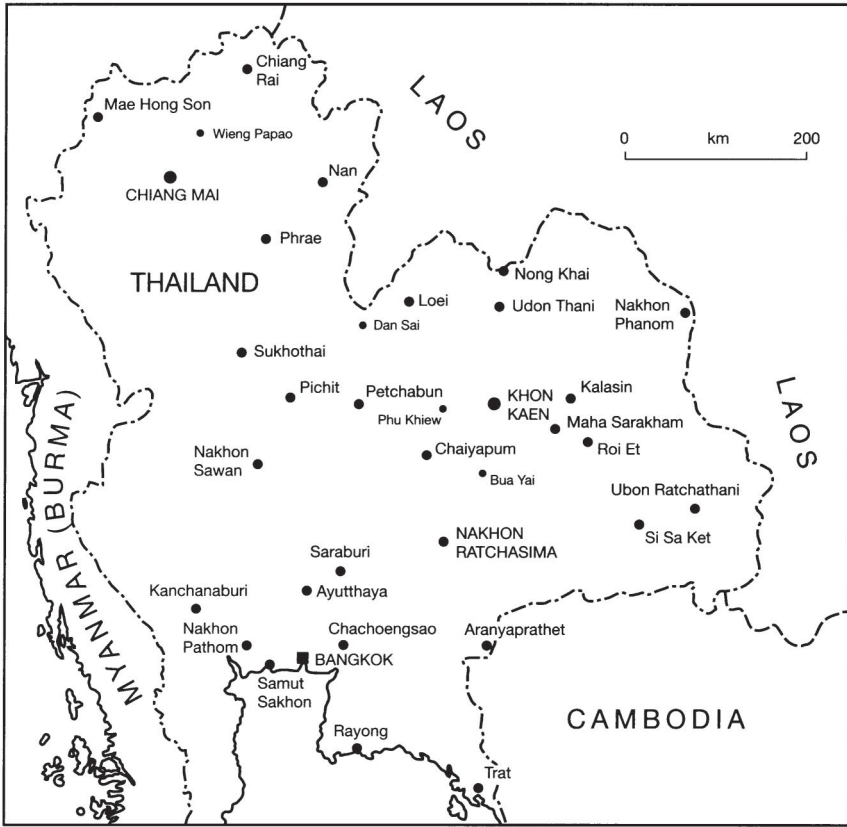 Chiang
Rai
LAOS
Mae Hong Son
Wieng Papao
0 km 200
Nan
CHIANG MAI
Phrae
THAILAND
Nong Khai
Loei
Udon Thani
Nakhon
Phanom
Dan Sai
Sukhothai
Pichit
Petchabun
KHON
KAEN
Kalasin
Phu Khiew
Maha Sarakham
LAOS
Roi Et
Chaiyapum
Nakhon
Sawan
Bua Yai
Ubon Ratchathani
MYANMAR (BURMA)
NAKHON
RATCHASIMA
Si Sa Ket
Saraburi
Ayutthaya
Kanchanaburi
Nakhon
Pathom
Chachoengsao
Aranyaprathet
BANGKOK
Samut
Sakhon
CAMBODIA
Rayong
Trat